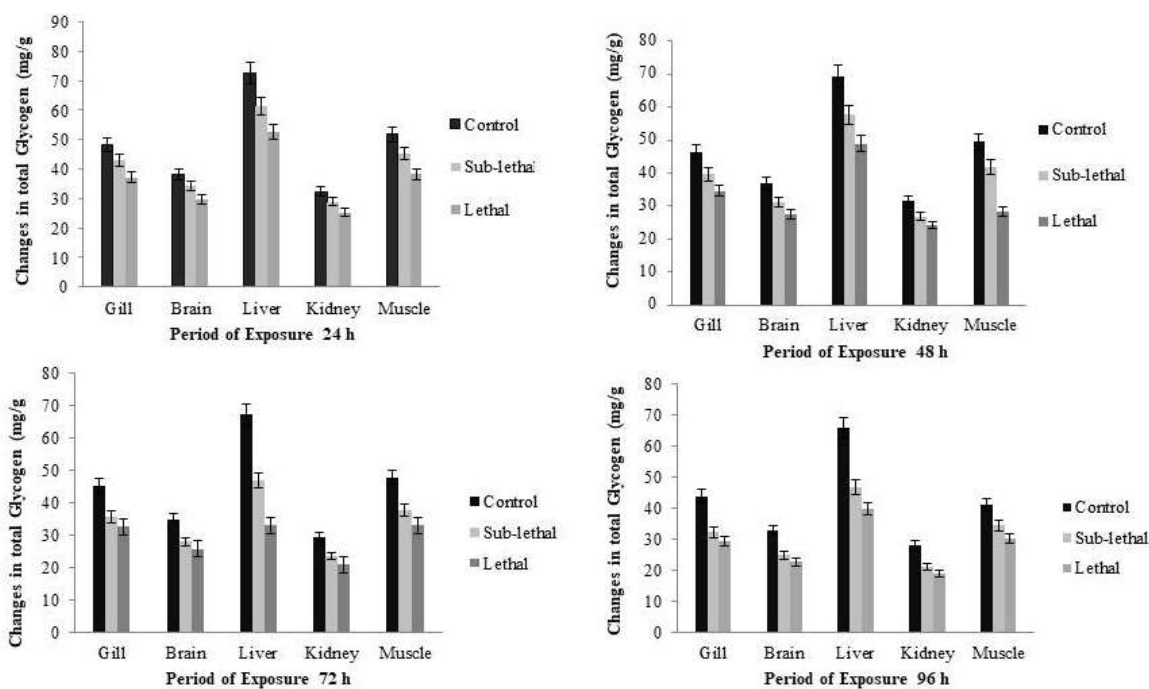 Changes in total Glycogen (mg/g
90
80
70
60
50
40
30
20
10
0
Gill Brain Liver Kidney Muscle
Period of Exposure 24 h
Control
Sub-lethal
Lethal
Changes in total Glycogen (mg/g)
80
70
60
50
40
30
20
10
0
Gill Brain Liver Kidney Muscle
Period of Exposure 48 h
Control
Sub-lethal
Lethal
Changes in total Glycogen (mg/g
80
70
60
50
40
30
20
10
0
Gill Brain Liver Kidney Muscle
Period of Exposure 72 h
Control
Sub-lethal
Lethal
Changes in total Glycogen (mg/g
80
70
60
50
40
30
20
10
0
Gill Brain Liver Kidney Muscle
Period of Exposure 96 h
Control
Sub-lethal
Lethal